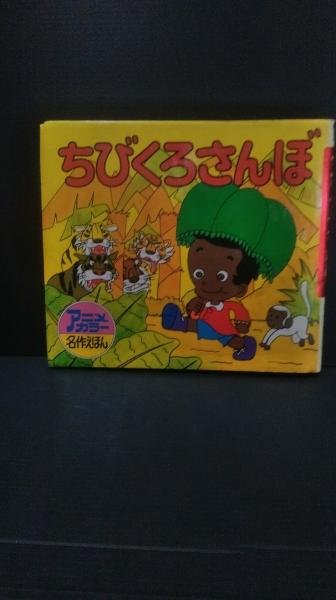 ちびくろさんぼ
アニメ
カラー
名作えほん